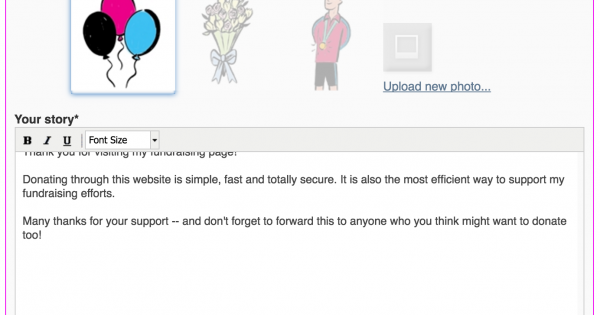 Upload new photo...
Your story*
B I U Font Size
Thank you for visiting my fundraising page!
Donating through this website is simple, fast and totally secure. It is also the most efficient way to support my
fundraising efforts.
Many thanks for your support -- and don't forget to forward this to anyone who you think might want to donate
too!